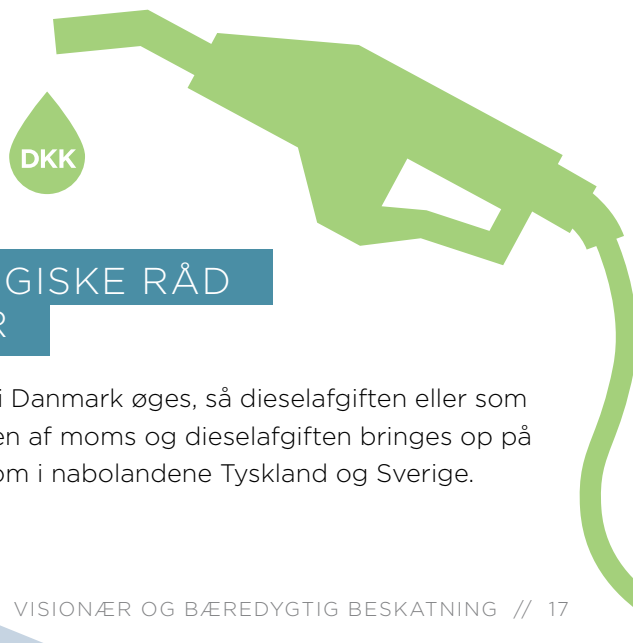 DKK
GISKE RÅD
R
i Danmark øges, så dieselafgiften eller som
en af moms og dieselafgiften bringes op på
om i nabolandene Tyskland og Sverige.
VISIONÆR OG BÆREDYGTIG BESKATNING // 17